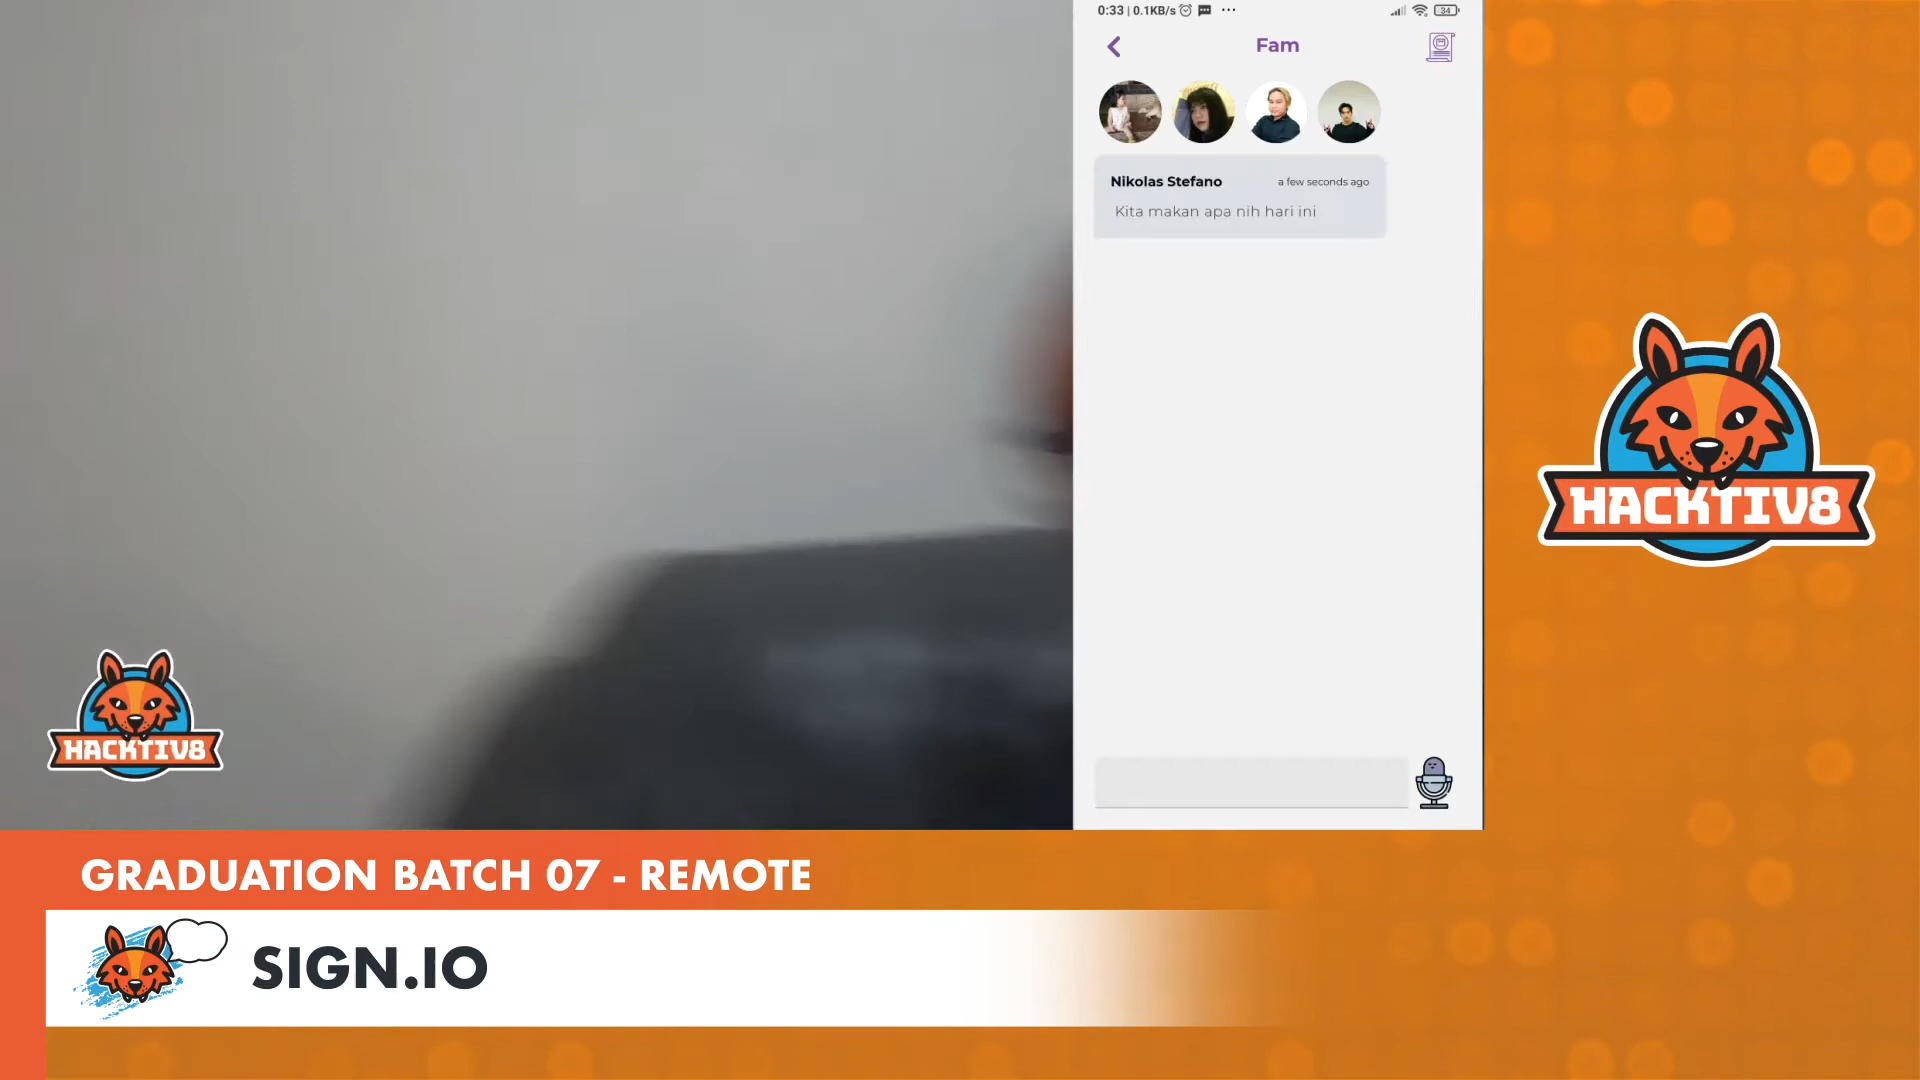 0:33 | 0.1KB/s
34
Fam
Nikolas Stefano
a few seconds ago
Kita makan apa nih hari ini
HACKTIV8
HACKTIV8
GRADUATION BATCH 07 - REMOTE
SIGN.IO